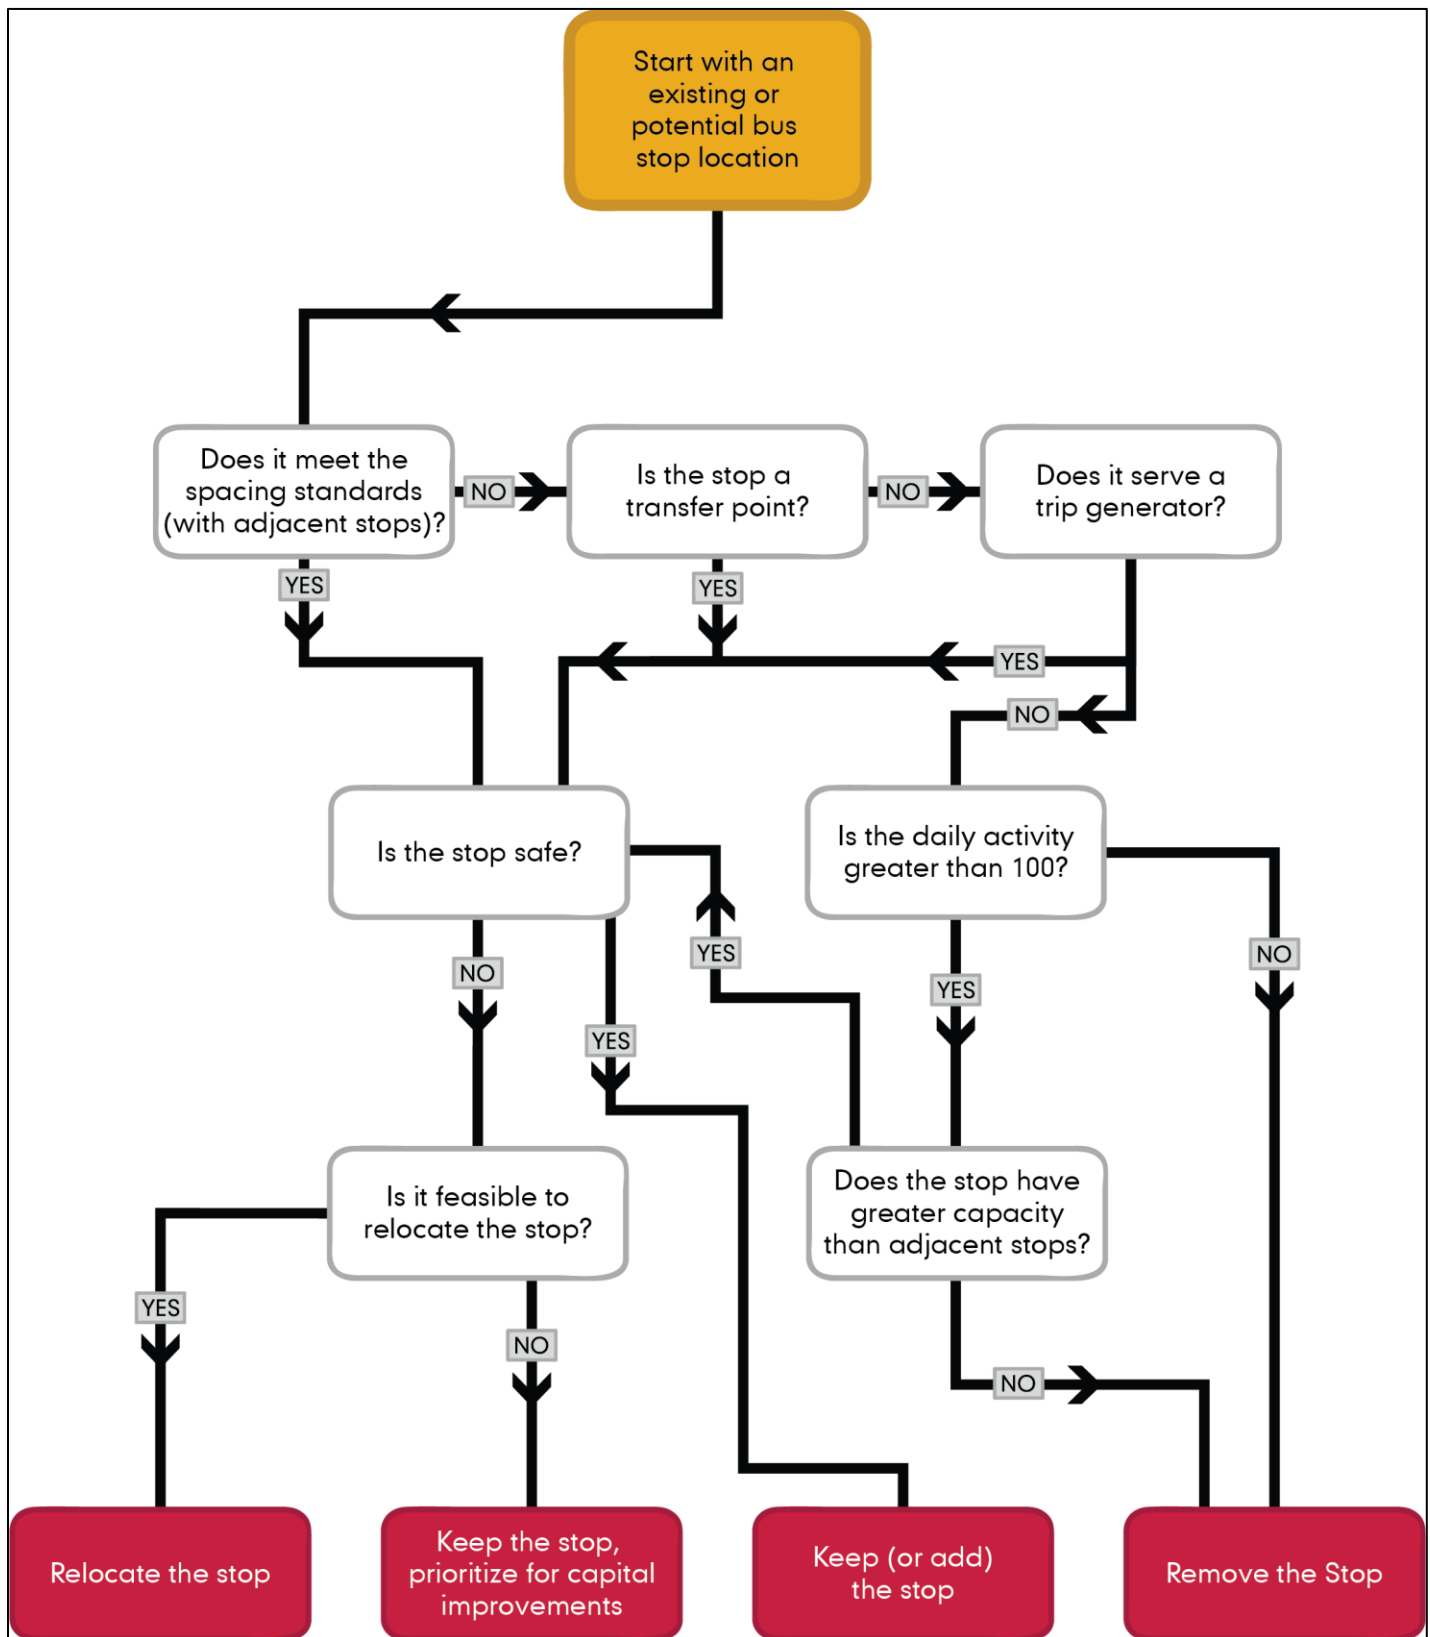 Start with an
existing or
potential bus
stop location
Does it meet the
spacing standards
(with adjacent stops)?
NO
Is the stop a
transfer point?
NO
Does it serve a
trip generator?
YES
YES
YES
NO
Is the stop safe?
Is the daily activity
greater than 100?
NO
YES
YES
YES
NO
Is it feasible to
relocate the stop?
Does the stop have
greater capacity
than adjacent stops?
YES
NO
NO
Relocate the stop
Keep the stop,
prioritize for capital
improvements
Keep (or add)
the stop
Remove the Stop